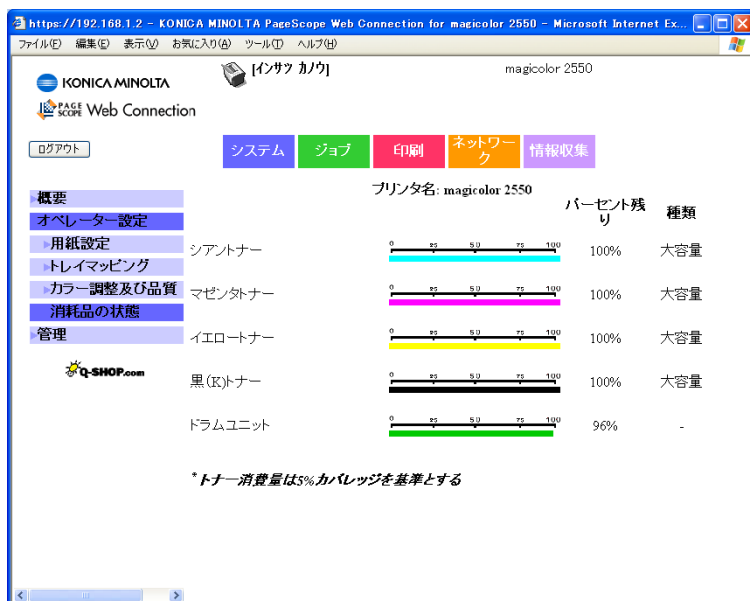 https://192.168.1.2 - KONICA MINOLTA PageScope Web Connection for magicolor 2550 - Microsoft Internet Ex...
ファイル(F) 編集(E) 表示(V) お気に入り(A) ツール(T) ヘルプ(H)
KONICA MINOLTA
[インサツ カノウ]
magicolor 2550
PAGE SCOPE Web Connection
ログアウト
システム
ジョブ
印刷
ネットワーク
情報収集
概要
オペレーター設定
用紙設定
トレイマッピング
カラー調整及び品質
消耗品の状態
管理
Q-SHOP.com
プリンタ名: magicolor 2550
パーセント残り
種類
シアントナー 0 25 50 75 100 100% 大容量
マゼンタトナー 0 25 50 75 100 100% 大容量
イエロートナー 0 25 50 75 100 100% 大容量
黒(K)トナー 0 25 50 75 100 100% 大容量
ドラムユニット 0 25 50 75 100 96% -
*トナー消費量は5%カバレッジを基準とする